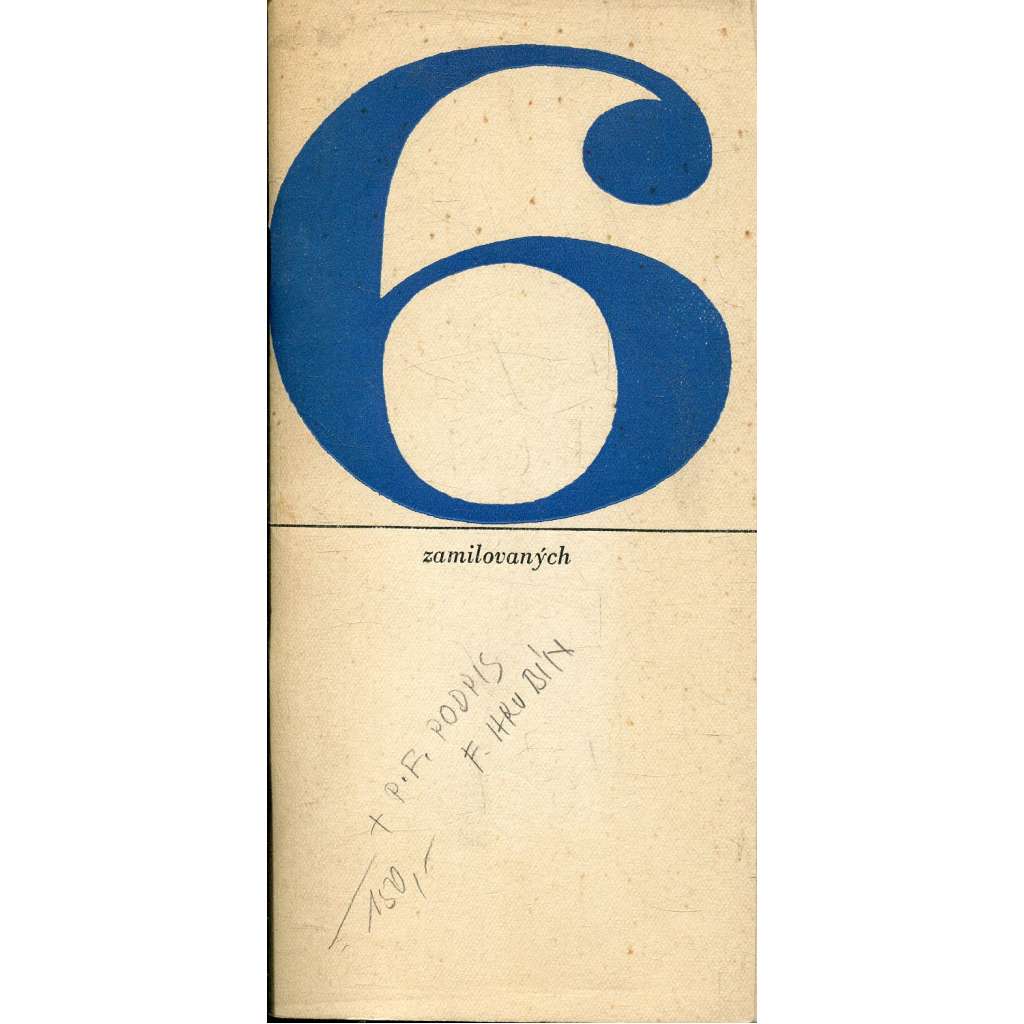 6
zamilovaných
+ P.F. PODPIS
F. HRUBÍN
150,-